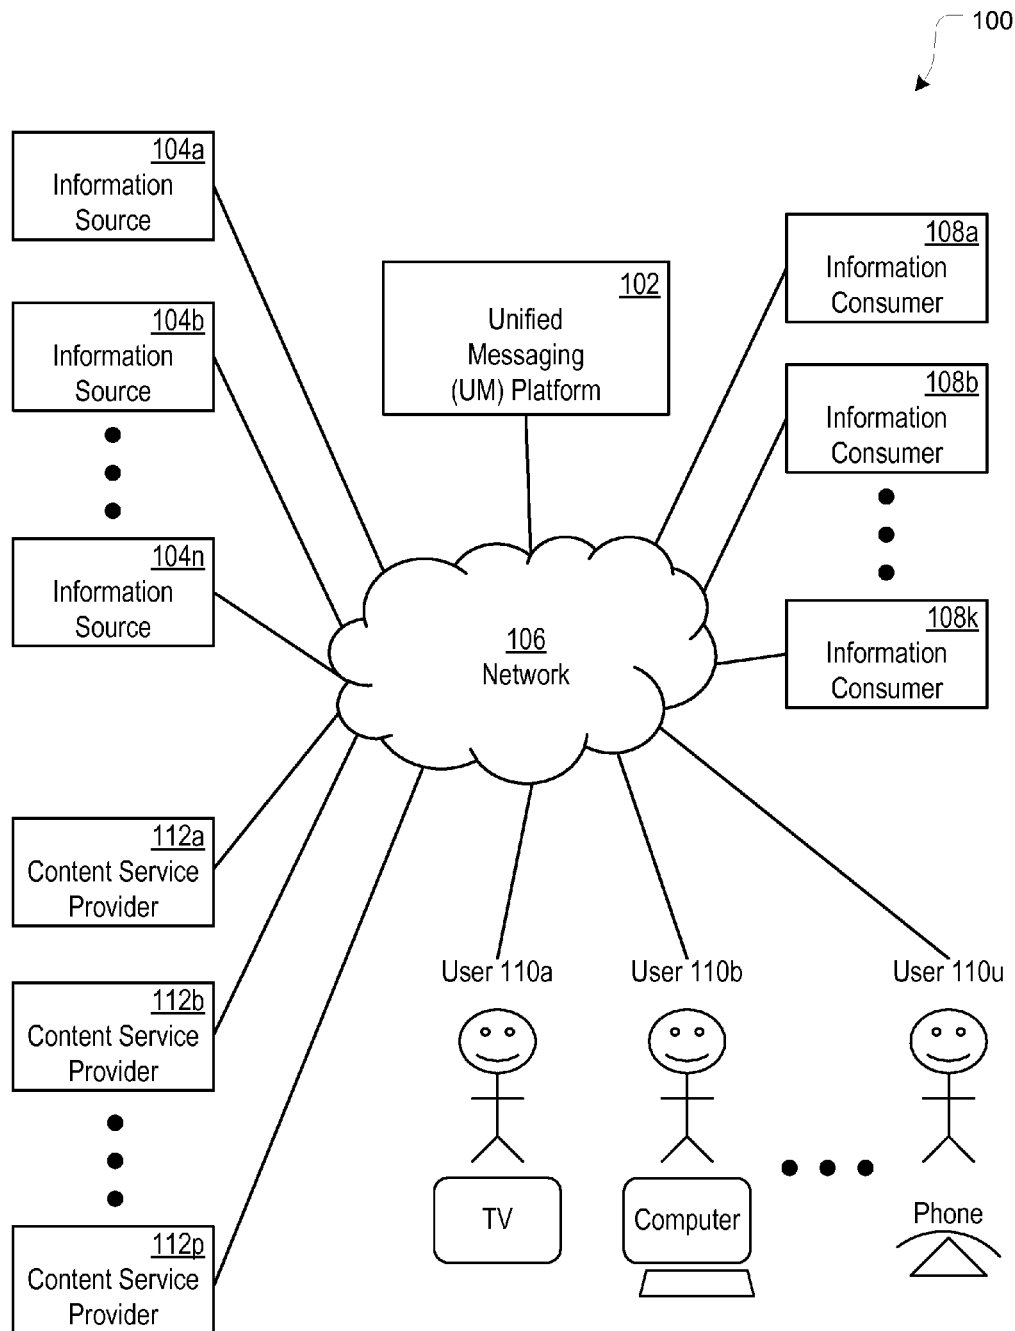 100
104a
Information
Source
104b
Information
Source
104n
Information
Source
102
Unified
Messaging
(UM) Platform
108a
Information
Consumer
108b
Information
Consumer
108k
Information
Consumer
106
Network
112a
Content Service
Provider
112b
Content Service
Provider
112p
Content Service
Provider
User 110a
User 110b
User 110u
TV
Computer
Phone